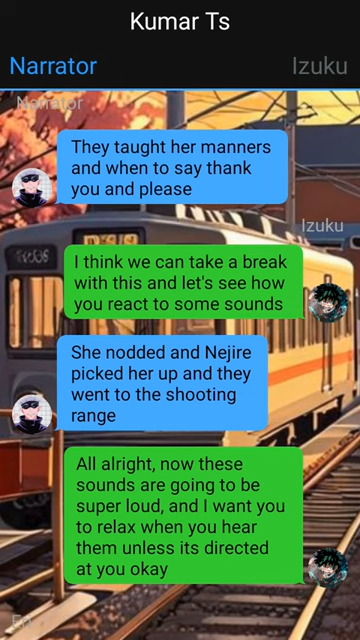 Kumar Ts
Narrator
Izuku
Narrator
They taught her manners
and when to say thank
you and please
Izuku
I think we can take a break
with this and let's see how
you react to some sounds
She nodded and Nejire
picked her up and they
went to the shooting
range
All alright, now these
sounds are going to be
super loud, and I want you
to relax when you hear
them unless its directed
at you okay